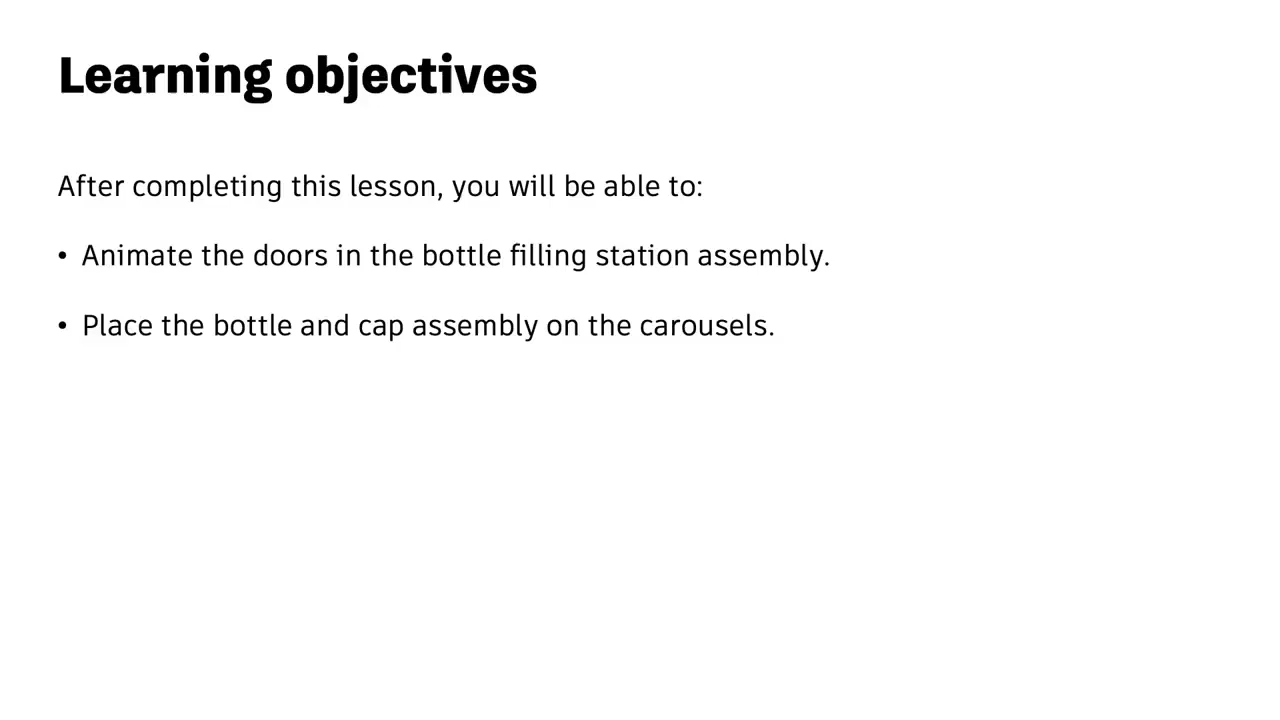 Learning objectives
After completing this lesson, you will be able to:
• Animate the doors in the bottle filling station assembly.
• Place the bottle and cap assembly on the carousels.